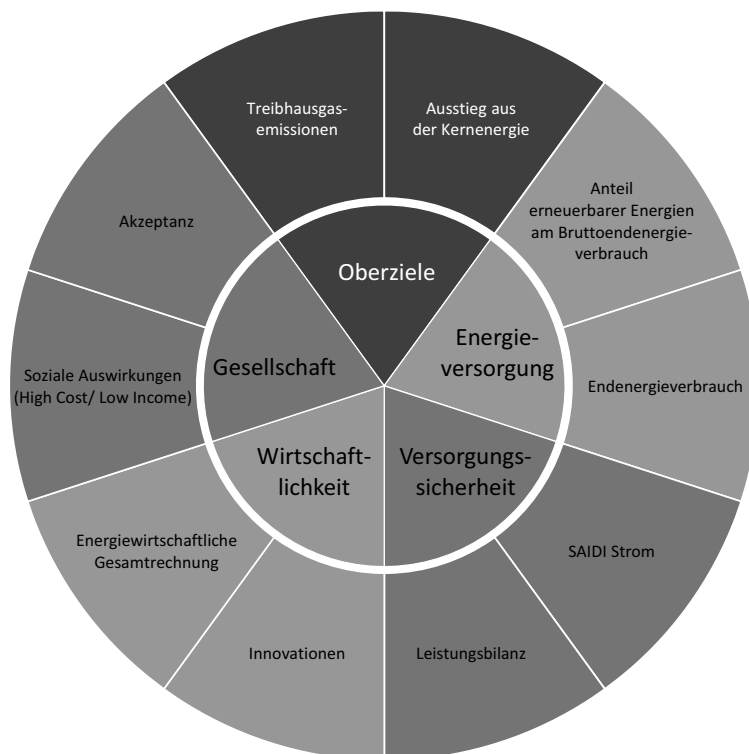 Treibhausgas-
emissionen
Ausstieg aus
der Kernenergie
Anteil
erneuerbarer Energien
am Bruttoendenergie-
verbrauch
Akzeptanz
Oberziele
Energie-
versorgung
Gesellschaft
Soziale Auswirkungen
(High Cost/ Low Income)
Endenergieverbrauch
Wirtschaft-
lichkeit
Versorgungs-
sicherheit
Energiewirtschaftliche
Gesamtrechnung
SAIDI Strom
Innovationen
Leistungsbilanz